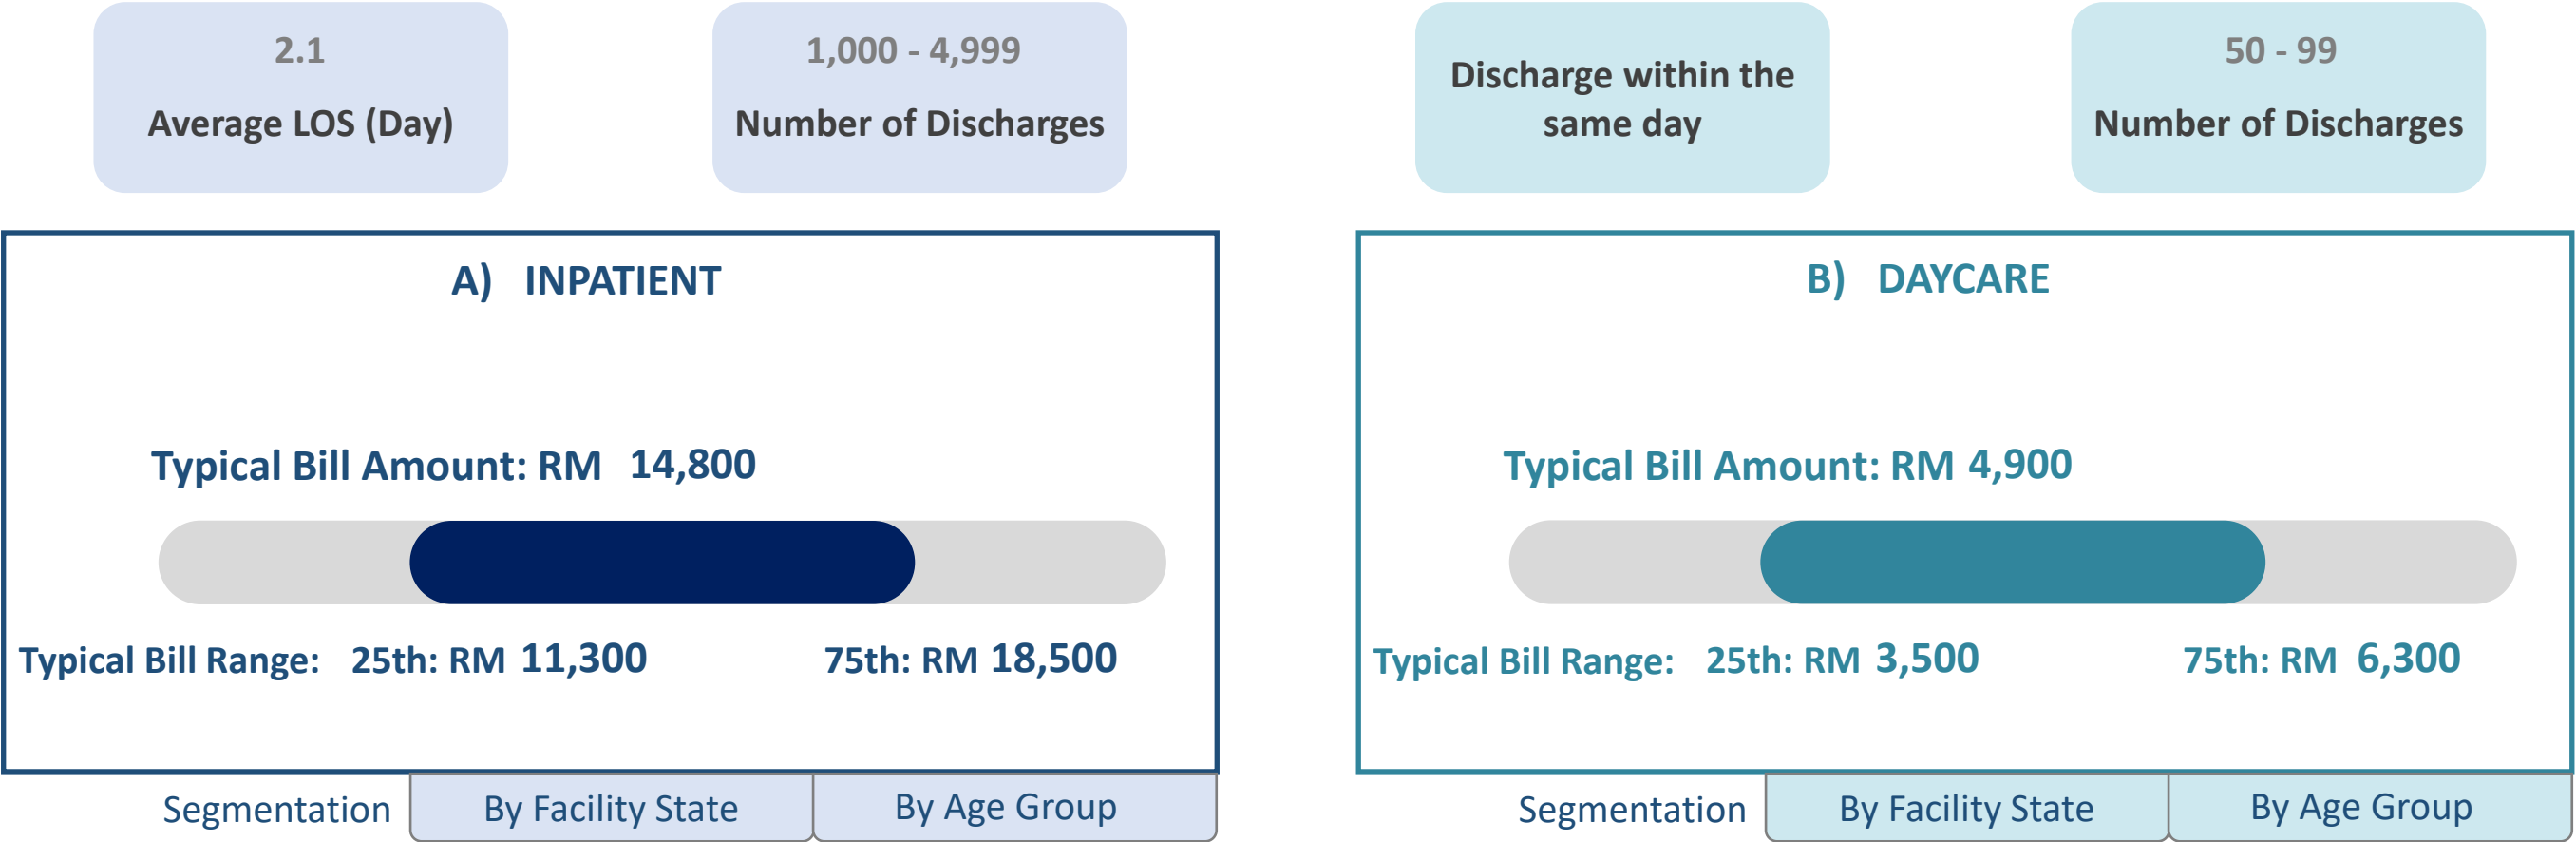 2.1
Average LOS (Day)
1,000 - 4,999
Number of Discharges
Discharge within the
same day
50 - 99
Number of Discharges
A) INPATIENT
Typical Bill Amount: RM 14,800
Typical Bill Range: 25th: RM 11,300 75th: RM 18,500
Segmentation By Facility State By Age Group
B) DAYCARE
Typical Bill Amount: RM 4,900
Typical Bill Range: 25th: RM 3,500 75th: RM 6,300
Segmentation By Facility State By Age Group